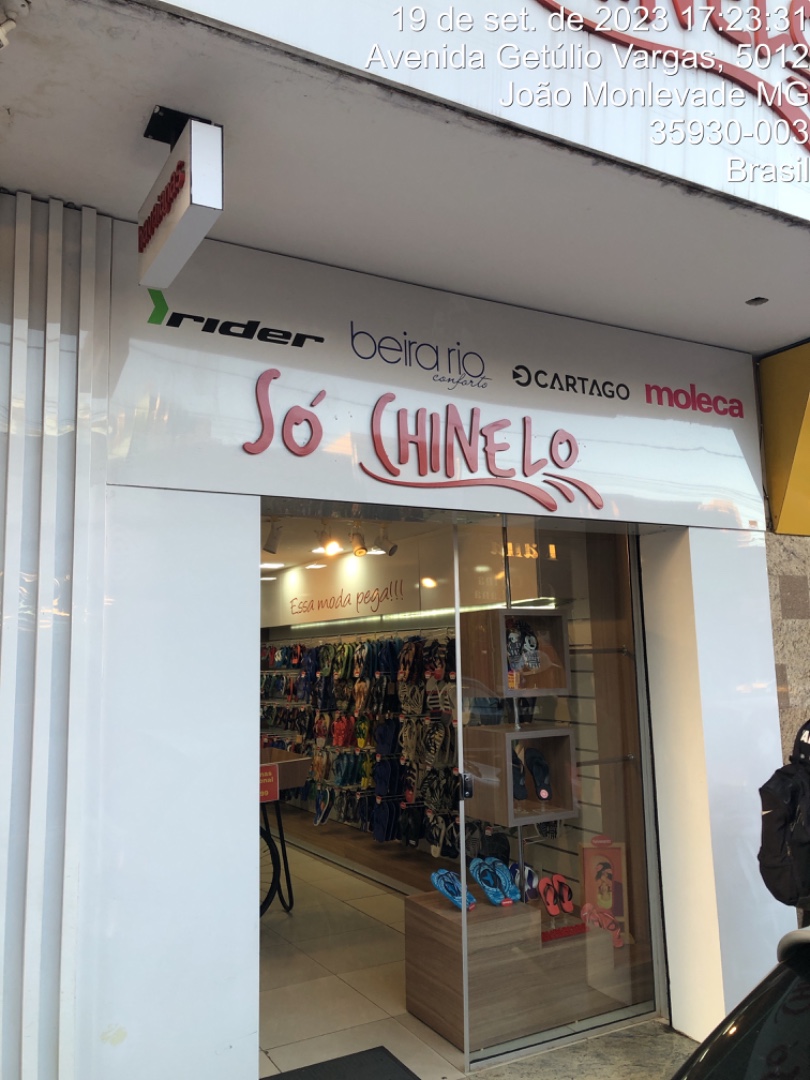 19 de set. de 2023 17:23:31
Avenida Getúlio Vargas, 5012
João Monlevade MG
35930-003
Brasil
rider
beira rio
conforto
CARTAGO
moleca
Só CHINELO
Essa moda pega!!!